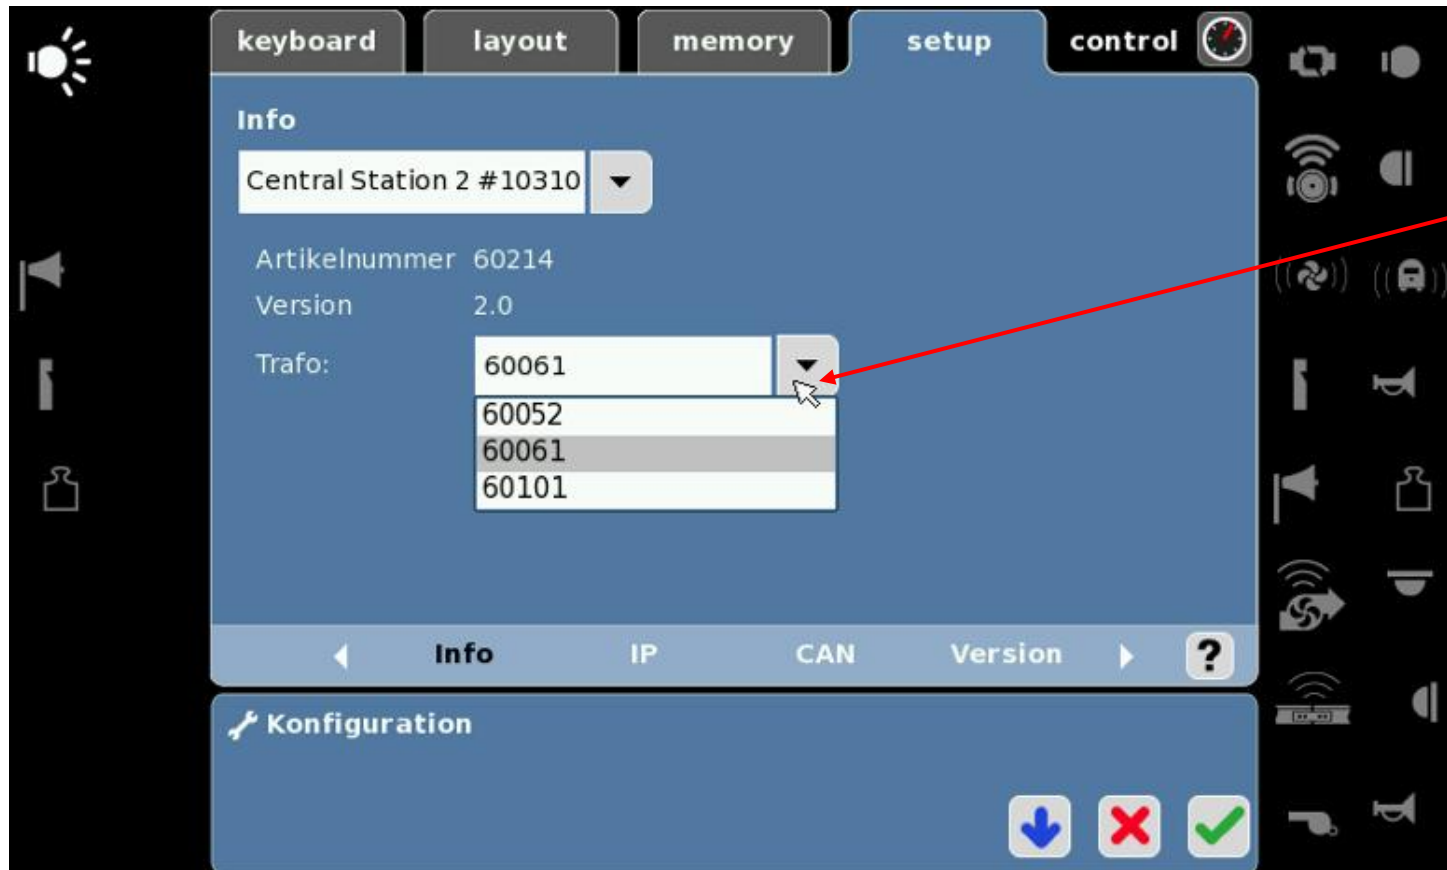 keyboard layout memory setup control
Info
Central Station 2 #10310
Artikelnummer 60214
Version 2.0
Trafo: 60061
60052
60061
60101
Info IP CAN Version ?
Konfiguration